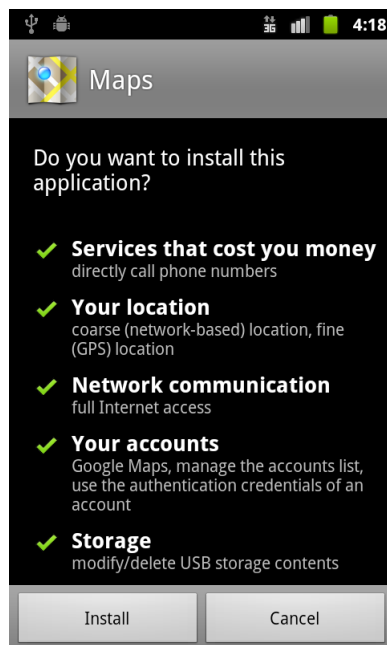 3G 4:18
Maps
Do you want to install this
application?
Services that cost you money
directly call phone numbers
Your location
coarse (network-based) location, fine
(GPS) location
Network communication
full Internet access
Your accounts
Google Maps, manage the accounts list,
use the authentication credentials of an
account
Storage
modify/delete USB storage contents
Install Cancel